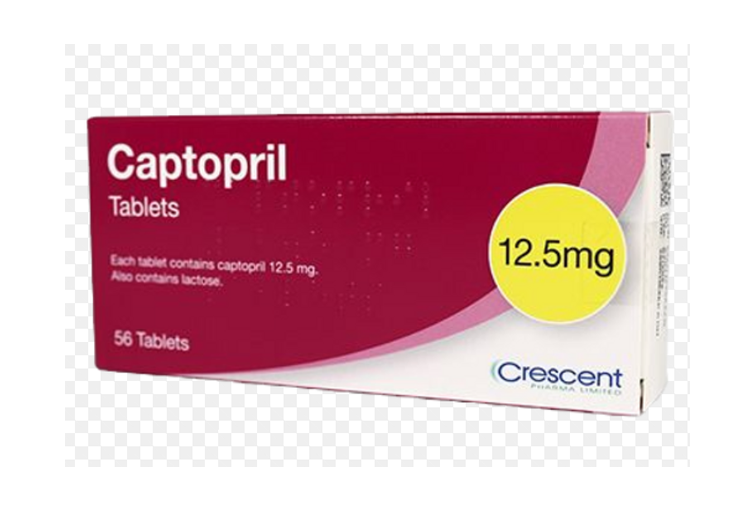 Captopril
Tablets
Each tablet contains captopril 12.5 mg.
Also contains lactose.
56 Tablets
12.5mg
Crescent
PHARMA LIMITED